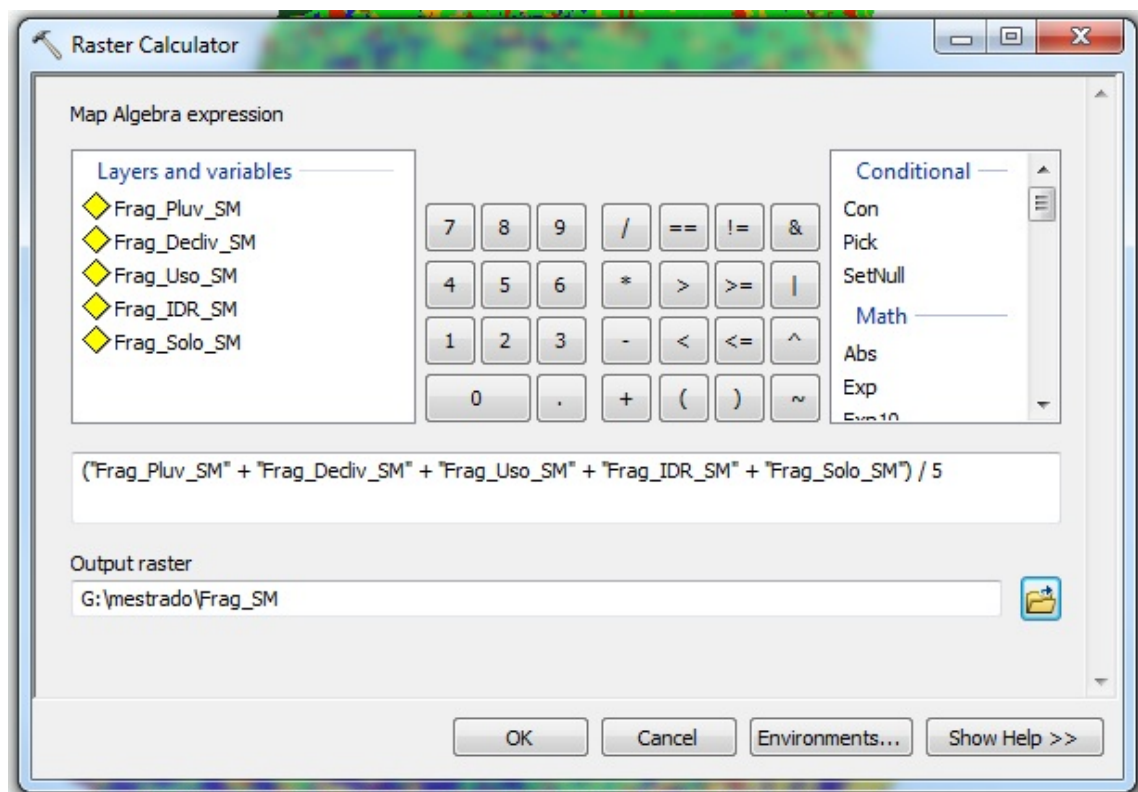 Raster Calculator
Map Algebra expression
Layers and variables
Frag_Pluv_SM
Frag_Decliv_SM
Frag_Uso_SM
Frag_IDR_SM
Frag_Solo_SM
7 8 9 / == != &
4 5 6 * > >= |
1 2 3 - < <= ^
0 . + ( ) ~
Conditional
Con
Pick
SetNull
Math
Abs
Exp
Exp10
("Frag_Pluv_SM" + "Frag_Decliv_SM" + "Frag_Uso_SM" + "Frag_IDR_SM" + "Frag_Solo_SM") / 5
Output raster
G:\mestrado\Frag_SM
OK Cancel Environments... Show Help >>